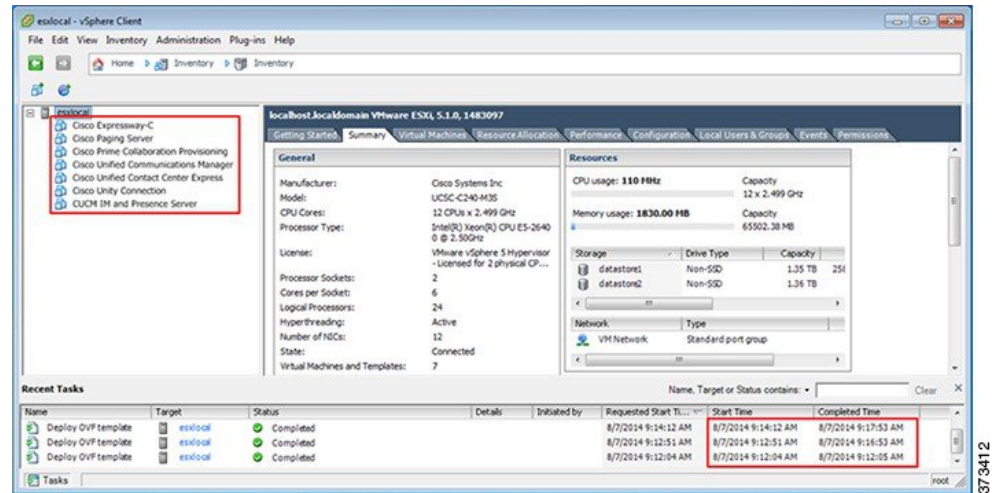 esxlocal - vSphere Client
File Edit View Inventory Administration Plug-ins Help
Home Inventory Inventory
esxlocal
Cisco Expressway-C
Cisco Paging Server
Cisco Prime Collaboration Provisioning
Cisco Unified Communications Manager
Cisco Unified Contact Center Express
Cisco Unity Connection
CUCM IM and Presence Server
localhost.localdomain VMware ESXi, 5.1.0, 1483097
Getting Started Summary Virtual Machines Resource Allocation Performance Configuration Local Users & Groups Events Permissions
General
Manufacturer: Cisco Systems Inc
Model: UCSC-C240-M3S
CPU Cores: 12 CPUs x 2.499 GHz
Processor Type: Intel(R) Xeon(R) CPU E5-2640
0 @ 2.50GHz
License: VMware vSphere 5 Hypervisor
- Licensed for 2 physical CP...
Processor Sockets: 2
Cores per Socket: 6
Logical Processors: 24
Hyperthreading: Active
Number of NICs: 12
State: Connected
Virtual Machines and Templates: 7
Resources
CPU usage: 110 MHz Capacity
12 x 2.499 GHz
Memory usage: 1830.00 MB Capacity
65502.38 MB
Storage Drive Type Capacity
datastore1 Non-SSD 1.35 TB 258
datastore2 Non-SSD 1.36 TB
Network Type
VM Network Standard port group
Recent Tasks
Name, Target or Status contains: Clear
Name Target Status Details Initiated by Requested Start Ti... Start Time Completed Time
Deploy OVF template esxlocal Completed 8/7/2014 9:14:12 AM 8/7/2014 9:14:12 AM 8/7/2014 9:17:53 AM
Deploy OVF template esxlocal Completed 8/7/2014 9:12:51 AM 8/7/2014 9:12:51 AM 8/7/2014 9:16:53 AM
Deploy OVF template esxlocal Completed 8/7/2014 9:12:04 AM 8/7/2014 9:12:04 AM 8/7/2014 9:12:05 AM
Tasks root
373412